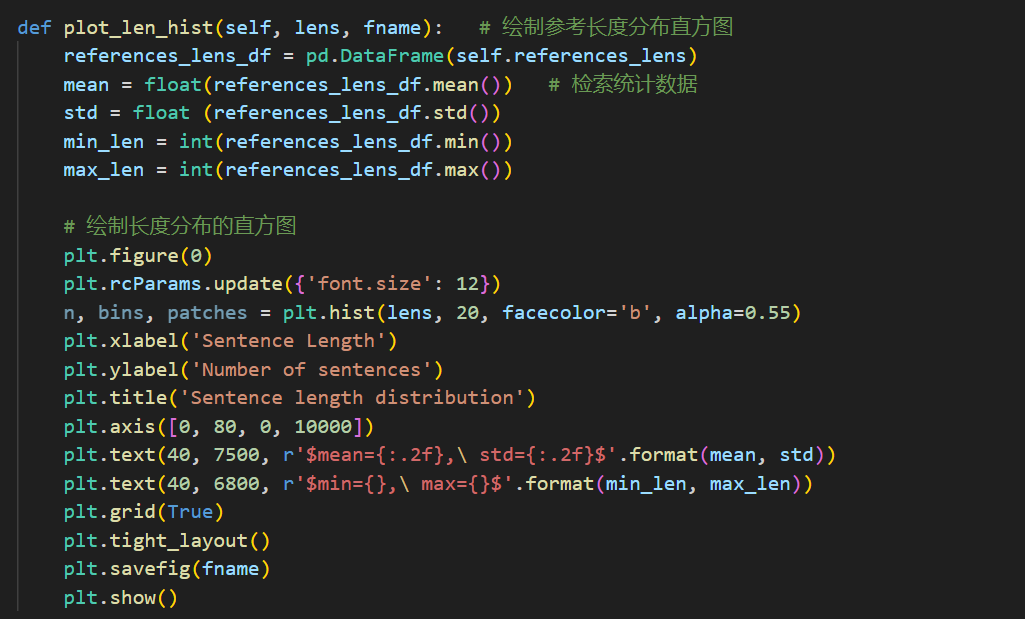 def plot_len_hist(self, lens, fname):   # 绘制参考长度分布直方图
    references_lens_df = pd.DataFrame(self.references_lens)
    mean = float(references_lens_df.mean())   # 检索统计数据
    std = float (references_lens_df.std())
    min_len = int(references_lens_df.min())
    max_len = int(references_lens_df.max())

    # 绘制长度分布的直方图
    plt.figure(0)
    plt.rcParams.update({'font.size': 12})
    n, bins, patches = plt.hist(lens, 20, facecolor='b', alpha=0.55)
    plt.xlabel('Sentence Length')
    plt.ylabel('Number of sentences')
    plt.title('Sentence length distribution')
    plt.axis([0, 80, 0, 10000])
    plt.text(40, 7500, r'$mean={:.2f},\ std={:.2f}$'.format(mean, std))
    plt.text(40, 6800, r'$min={},\ max={}$'.format(min_len, max_len))
    plt.grid(True)
    plt.tight_layout()
    plt.savefig(fname)
    plt.show()